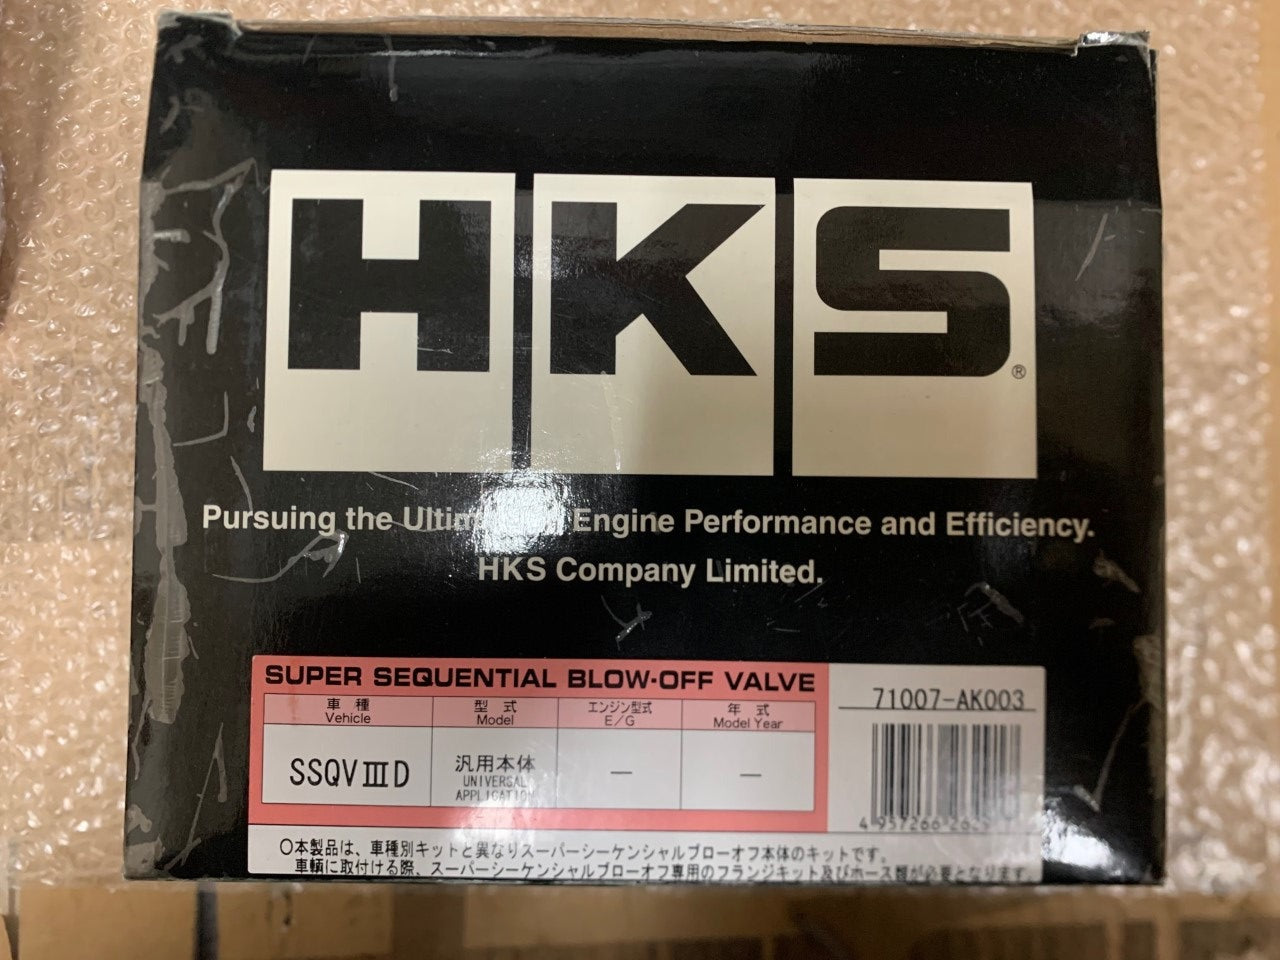 HKS®
Pursuing the Engine Performance and Efficiency.
HKS Company Limited.
SUPER SEQUENTIAL BLOW-OFF VALVE
71007-AK003
車種 型式 エンジン型式 年式
Vehicle Model E/G Model Year
SSQVⅢD 汎用本体 — —
UNIVERSAL
APPLICATION
○本製品は、車種別キットと異なりスーパーシーケンシャルブローオフ本体のキットです。
車輌に取付ける際、スーパーシーケンシャルブローオフ専用のフランジキット及びホース類が必要となります